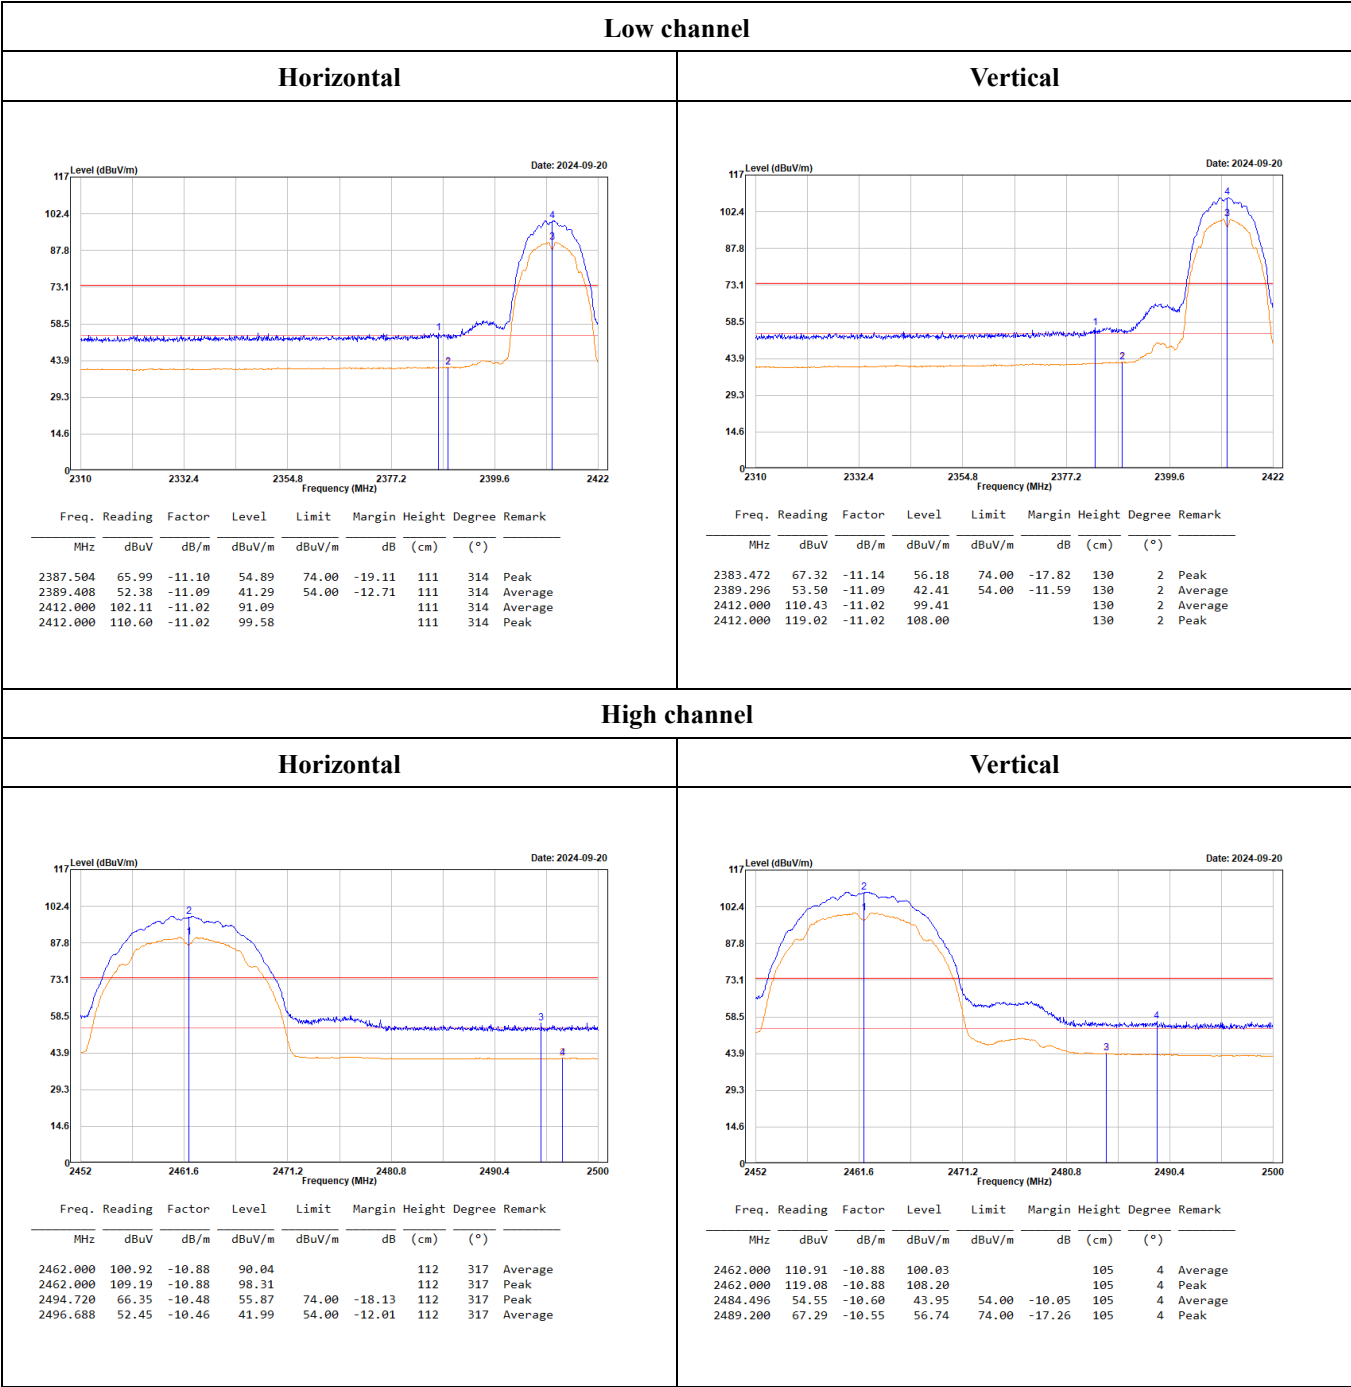 Low channel
Horizontal
Vertical
Level (dBuV/m)
Date: 2024-09-20
117
102.4
87.8
73.1
58.5
43.9
29.3
14.6
0
4
3
1
2
2310 2332.4 2354.8 2377.2 2399.6 2422
Frequency (MHz)
Freq. Reading Factor Level Limit Margin Height Degree Remark
MHz dBuV dB/m dBuV/m dBuV/m dB (cm) (°)
2387.504 65.99 -11.10 54.89 74.00 -19.11 111 314 Peak
2389.408 52.38 -11.09 41.29 54.00 -12.71 111 314 Average
2412.000 102.11 -11.02 91.09 111 314 Average
2412.000 110.60 -11.02 99.58 111 314 Peak
Level (dBuV/m)
Date: 2024-09-20
117
102.4
87.8
73.1
58.5
43.9
29.3
14.6
0
4
3
1
2
2310 2332.4 2354.8 2377.2 2399.6 2422
Frequency (MHz)
Freq. Reading Factor Level Limit Margin Height Degree Remark
MHz dBuV dB/m dBuV/m dBuV/m dB (cm) (°)
2383.472 67.32 -11.14 56.18 74.00 -17.82 130 2 Peak
2389.296 53.50 -11.09 42.41 54.00 -11.59 130 2 Average
2412.000 110.43 -11.02 99.41 130 2 Average
2412.000 119.02 -11.02 108.00 130 2 Peak
High channel
Horizontal
Vertical
Level (dBuV/m)
Date: 2024-09-20
117
102.4
87.8
73.1
58.5
43.9
29.3
14.6
0
2
1
3
4
2452 2461.6 2471.2 2480.8 2490.4 2500
Frequency (MHz)
Freq. Reading Factor Level Limit Margin Height Degree Remark
MHz dBuV dB/m dBuV/m dBuV/m dB (cm) (°)
2462.000 100.92 -10.88 90.04 112 317 Average
2462.000 109.19 -10.88 98.31 112 317 Peak
2494.720 66.35 -10.48 55.87 74.00 -18.13 112 317 Peak
2496.688 52.45 -10.46 41.99 54.00 -12.01 112 317 Average
Level (dBuV/m)
Date: 2024-09-20
117
102.4
87.8
73.1
58.5
43.9
29.3
14.6
0
2
1
4
3
2452 2461.6 2471.2 2480.8 2490.4 2500
Frequency (MHz)
Freq. Reading Factor Level Limit Margin Height Degree Remark
MHz dBuV dB/m dBuV/m dBuV/m dB (cm) (°)
2462.000 110.91 -10.88 100.03 105 4 Average
2462.000 119.08 -10.88 108.20 105 4 Peak
2484.496 54.55 -10.60 43.95 54.00 -10.05 105 4 Average
2489.200 67.29 -10.55 56.74 74.00 -17.26 105 4 Peak